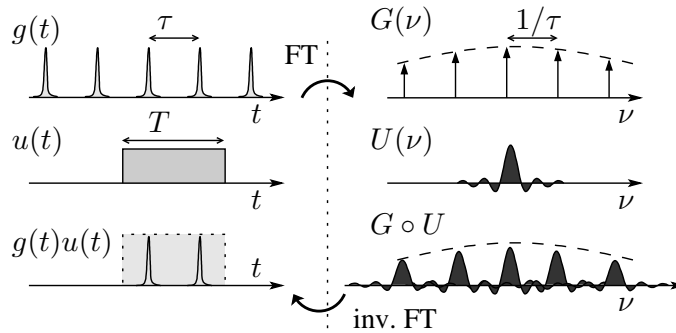 g(t) τ G(ν) 1/τ
FT
t ν
u(t) T U(ν)
t ν
g(t)u(t) G ∘ U
t ν
inv. FT